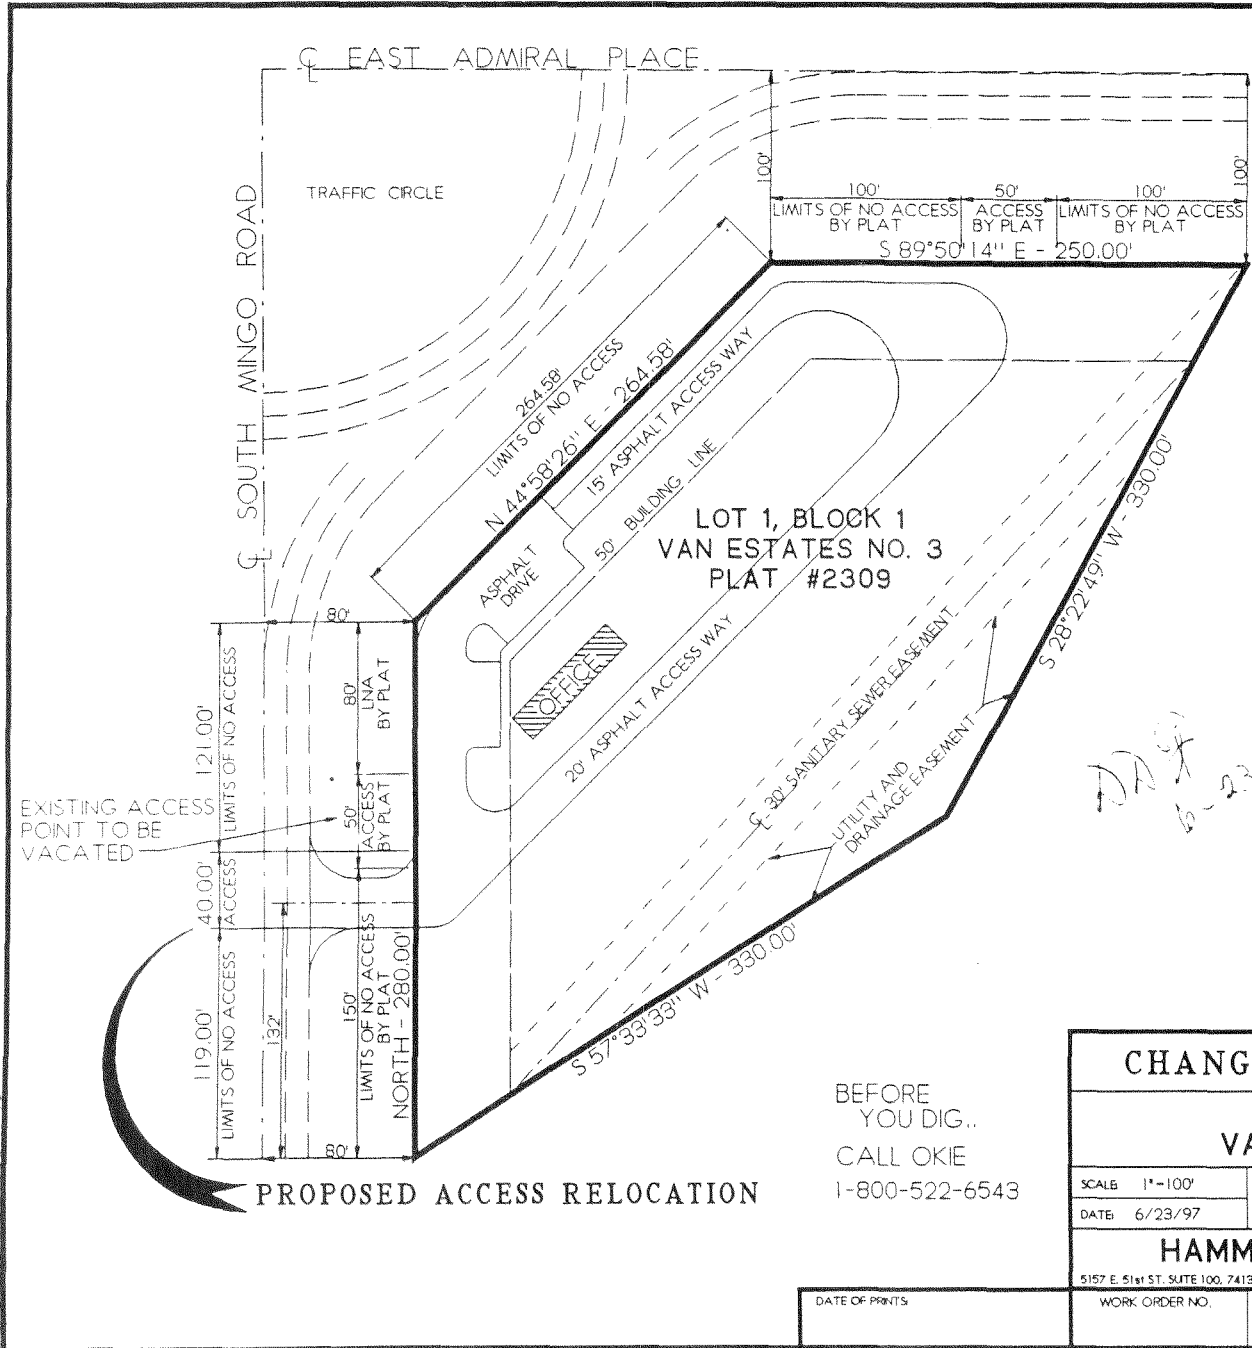 ℄ EAST ADMIRAL PLACE
TRAFFIC CIRCLE
℄ SOUTH MINGO ROAD
100'
100'
100'
50'
100'
LIMITS OF NO ACCESS
BY PLAT
ACCESS
BY PLAT
LIMITS OF NO ACCESS
BY PLAT
S 89°50'14" E - 250.00'
264.58'
LIMITS OF NO ACCESS
N 44°58'26" E - 264.58'
15' ASPHALT ACCESS WAY
50' BUILDING LINE
ASPHALT
DRIVE
LOT 1, BLOCK 1
VAN ESTATES NO. 3
PLAT #2309
OFFICE
20' ASPHALT ACCESS WAY
S 28°22'49" W - 330.00'
℄ 30' SANITARY SEWER EASEMENT
UTILITY AND
DRAINAGE EASEMENT
80'
121.00'
LIMITS OF NO ACCESS
80'
LNA
BY PLAT
50'
ACCESS
BY PLAT
EXISTING ACCESS
POINT TO BE
VACATED
40.00'
ACCESS
119.00'
LIMITS OF NO ACCESS
132'
150'
LIMITS OF NO ACCESS
BY PLAT
NORTH - 280.00'
80'
S 57°33'33" W - 330.00'
PROPOSED ACCESS RELOCATION
BEFORE
YOU DIG..
CALL OKIE
1-800-522-6543
CHANG
VA
SCALE 1"=100'
DATE: 6/23/97
HAMM
5157 E. 51st ST. SUITE 100, 7413
DATE OF PRINTS:
WORK ORDER NO.